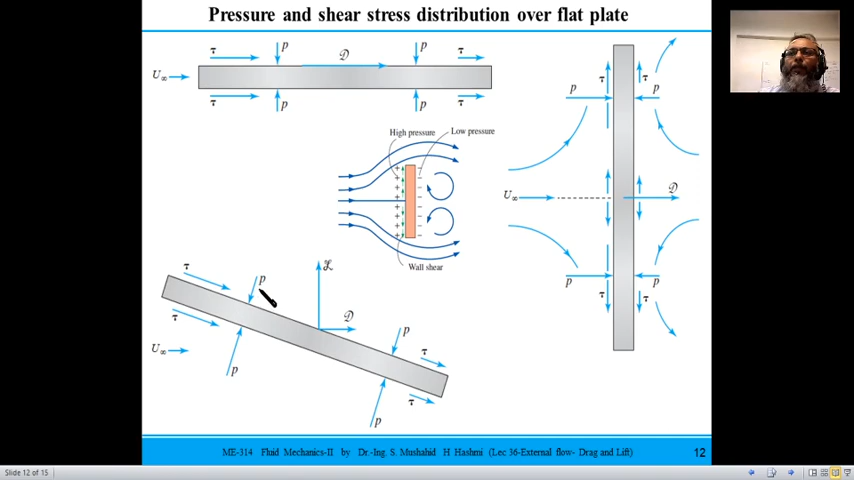 Pressure and shear stress distribution over flat plate
τ p 𝒟 p τ
U∞
τ p p τ
High pressure Low pressure
+ + + + + + + +
− − − − − − − −
Wall shear
τ τ
p p
U∞ 𝒟
p p
τ τ
τ p ℒ
τ 𝒟
U∞ p τ
p τ
p
ME-314 Fluid Mechanics-II by Dr.-Ing. S. Mushahid H Hashmi (Lec 36-External flow- Drag and Lift) 12
Slide 12 of 15